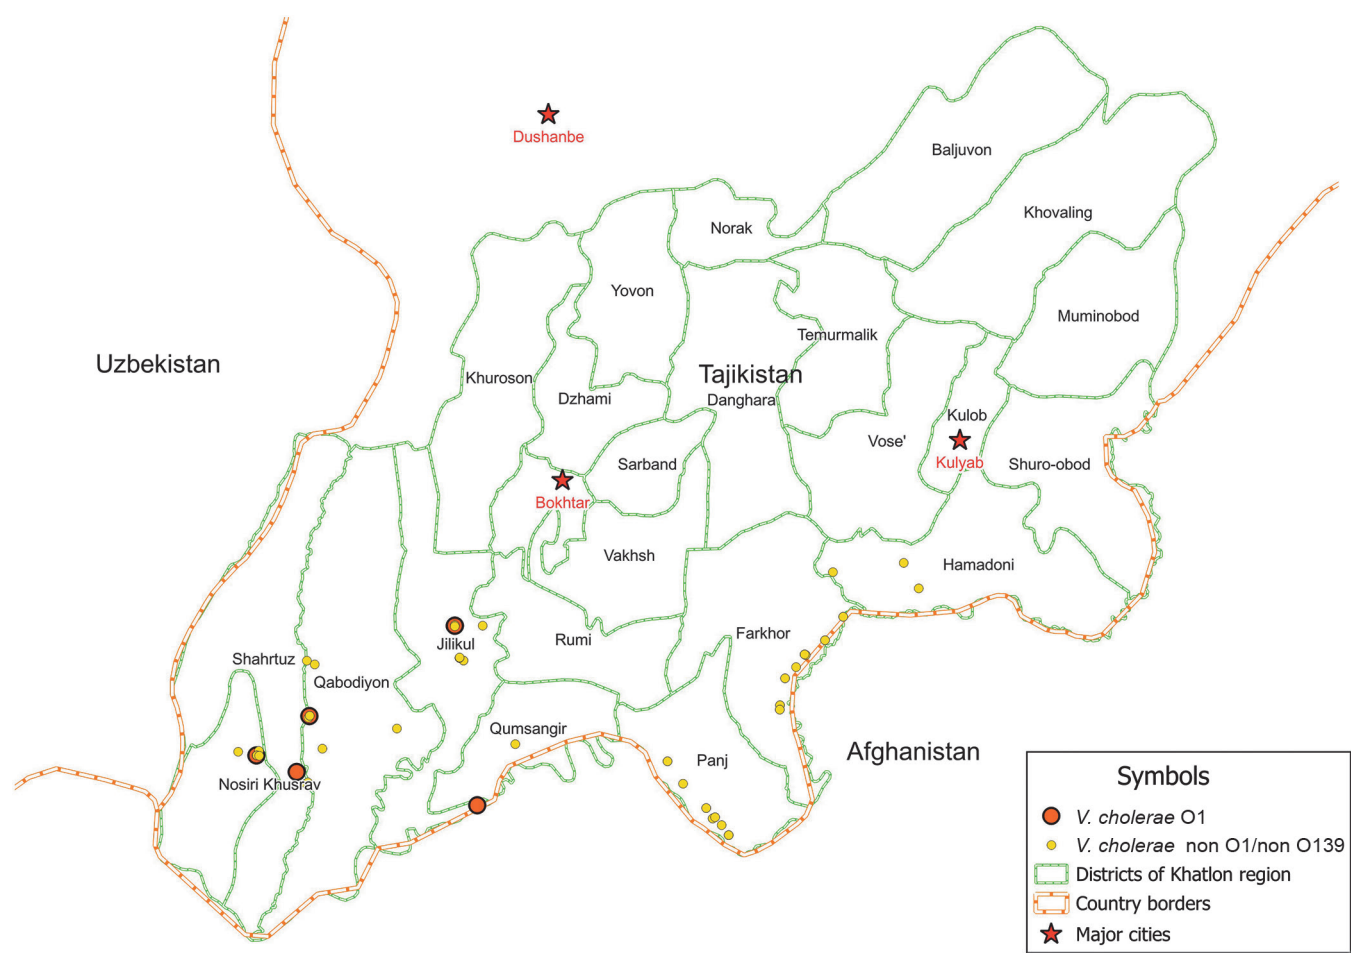 Dushanbe
Baljuvon
Khovaling
Norak
Yovon
Muminobod
Temurmalik
Uzbekistan
Tajikistan
Khuroson
Dzhami
Danghara
Kulob
Vose'
Kulyab
Shuro-obod
Sarband
Bokhtar
Vakhsh
Hamadoni
Jilikul
Rumi
Farkhor
Shahrtuz
Qabodiyon
Qumsangir
Panj
Afghanistan
Nosiri Khusrav
Symbols
V. cholerae O1
V. cholerae non O1/non O139
Districts of Khatlon region
Country borders
Major cities